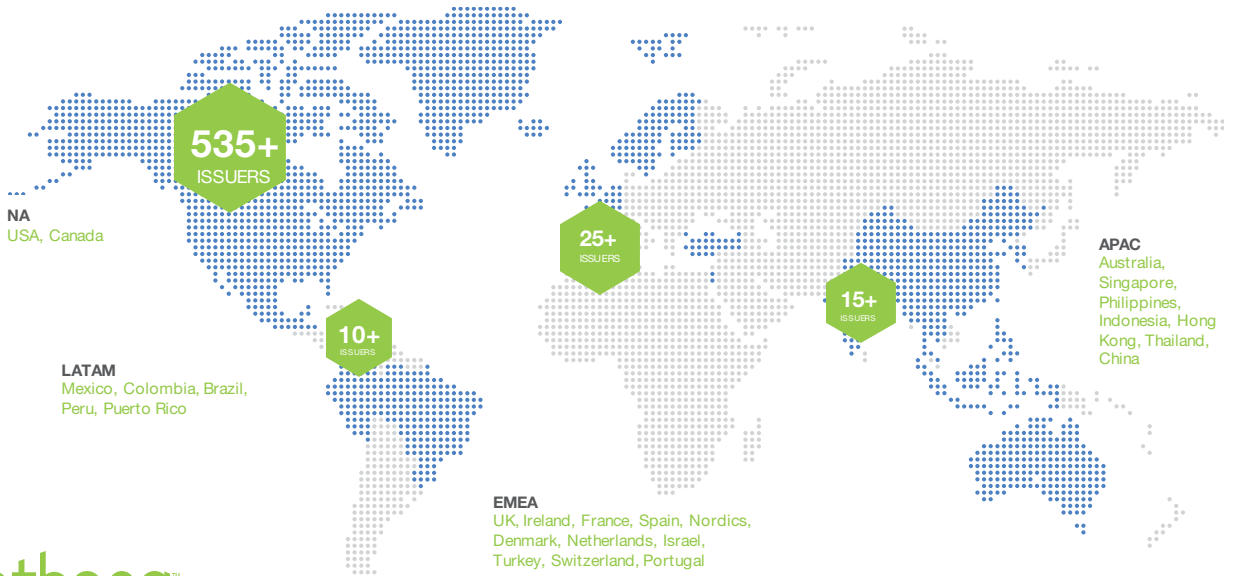 535+
ISSUERS
NA
USA, Canada
25+
ISSUERS
APAC
Australia,
Singapore,
Philippines,
Indonesia, Hong
Kong, Thailand,
China
15+
ISSUERS
10+
ISSUERS
LATAM
Mexico, Colombia, Brazil,
Peru, Puerto Rico
EMEA
UK, Ireland, France, Spain, Nordics,
Denmark, Netherlands, Israel,
Turkey, Switzerland, Portugal